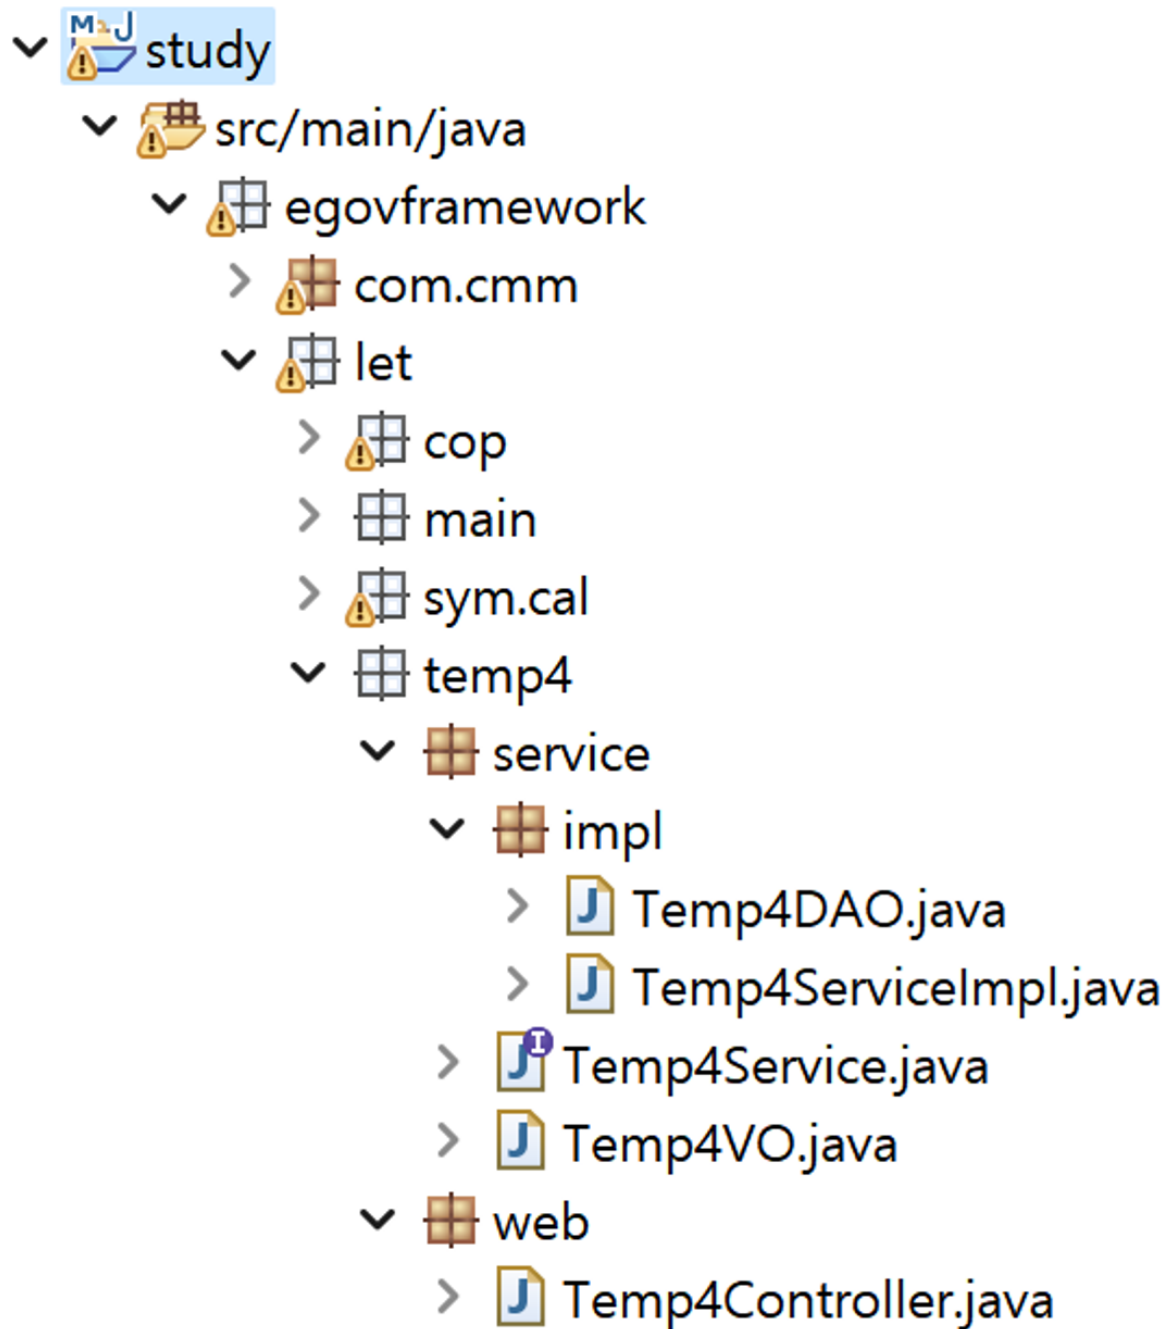 study
src/main/java
egovframework
com.cmm
let
cop
main
sym.cal
temp4
service
impl
Temp4DAO.java
Temp4ServiceImpl.java
Temp4Service.java
Temp4VO.java
web
Temp4Controller.java